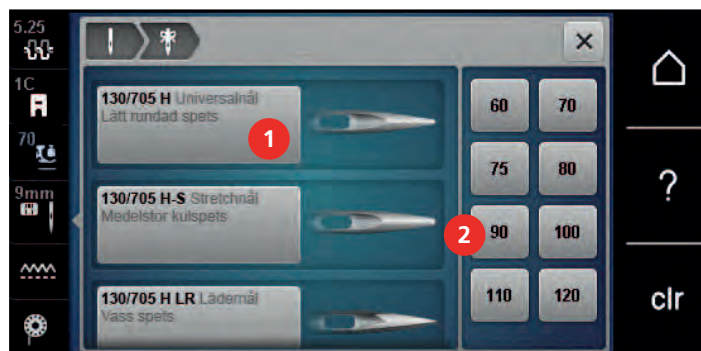 5.25
1C
70
9mm
130/705 H Universalnål
Lätt rundad spets
1
130/705 H-S Stretchnål
Medelstor kulspets
130/705 H LR Lädernål
Vass spets
60 70
75 80
2
90 100
110 120
?
clr